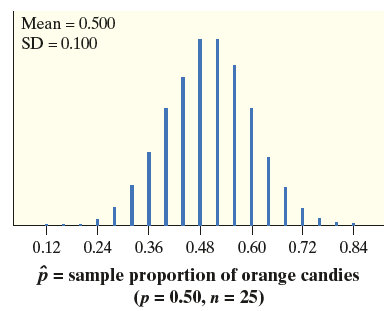 Mean = 0.500
SD = 0.100
0.12 0.24 0.36 0.48 0.60 0.72 0.84
p̂ = sample proportion of orange candies
(p = 0.50, n = 25)